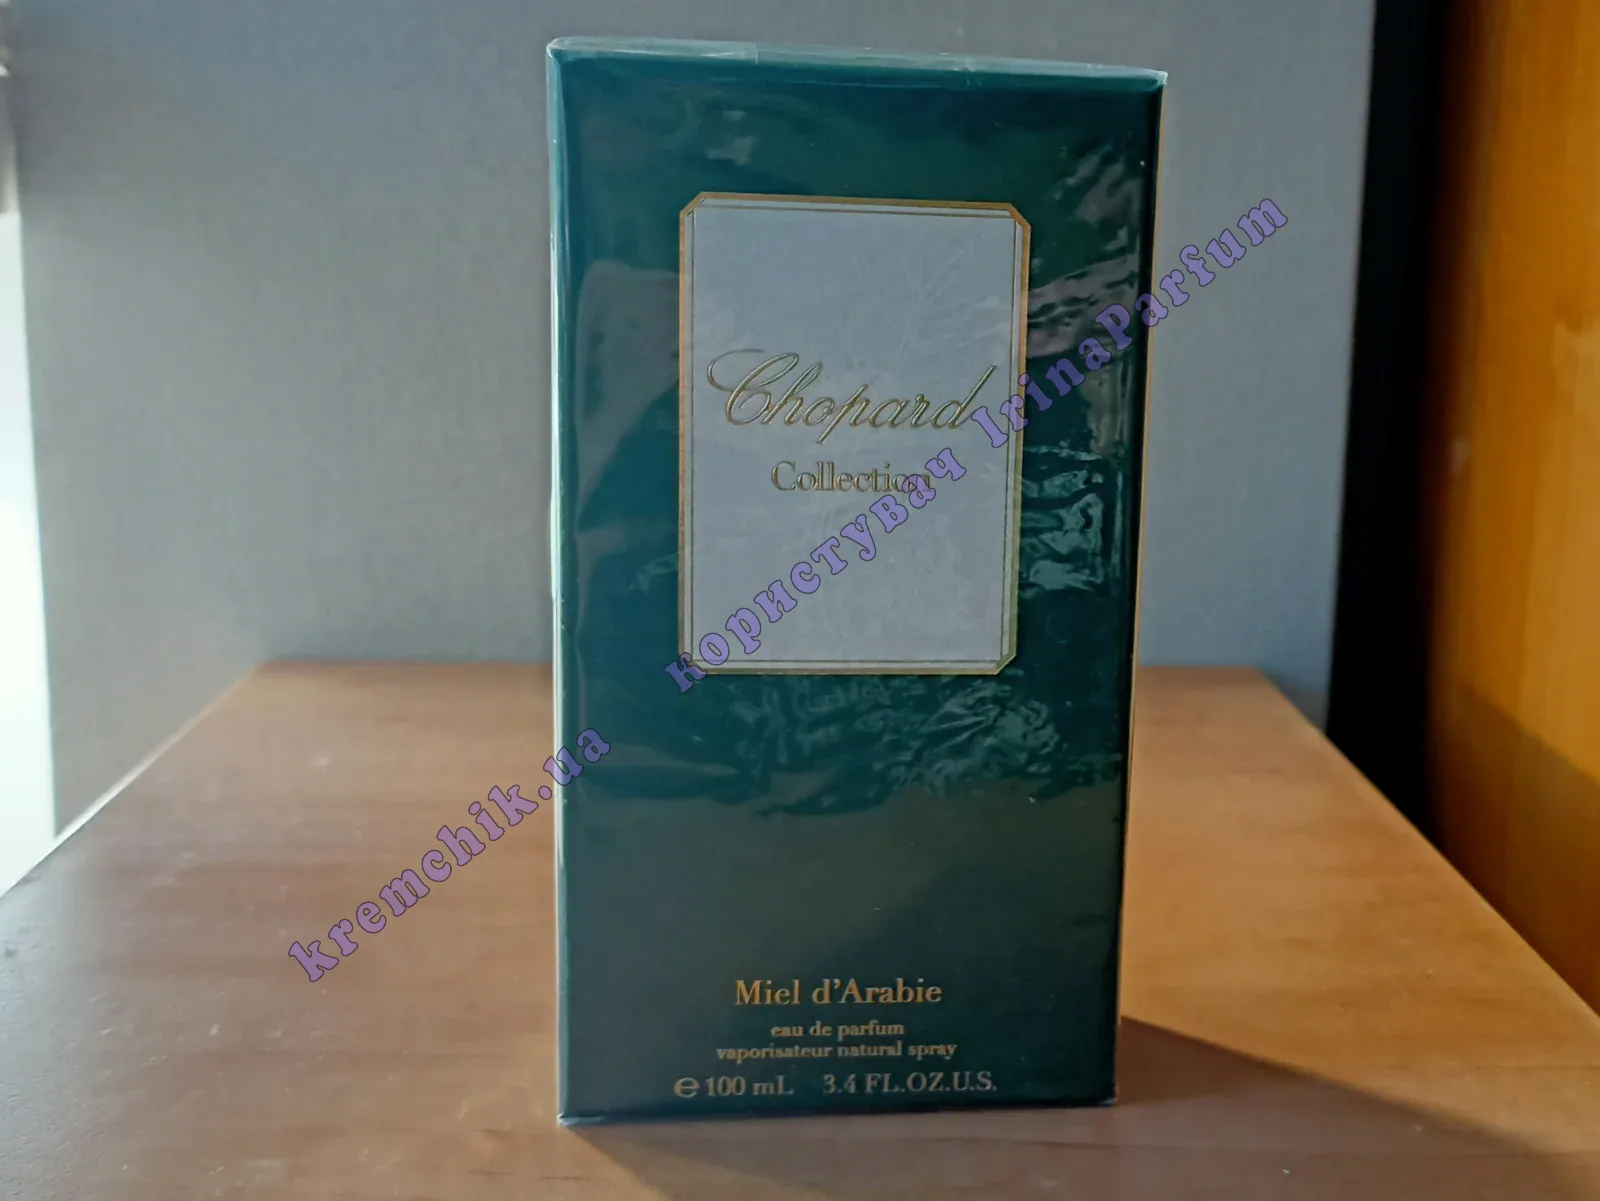 Chopard
Collection
Miel d'Arabie
eau de parfum
vaporisateur natural spray
℮ 100 mL 3.4 FL.OZ.U.S.
kremchik.ua користувач IrinaParfum